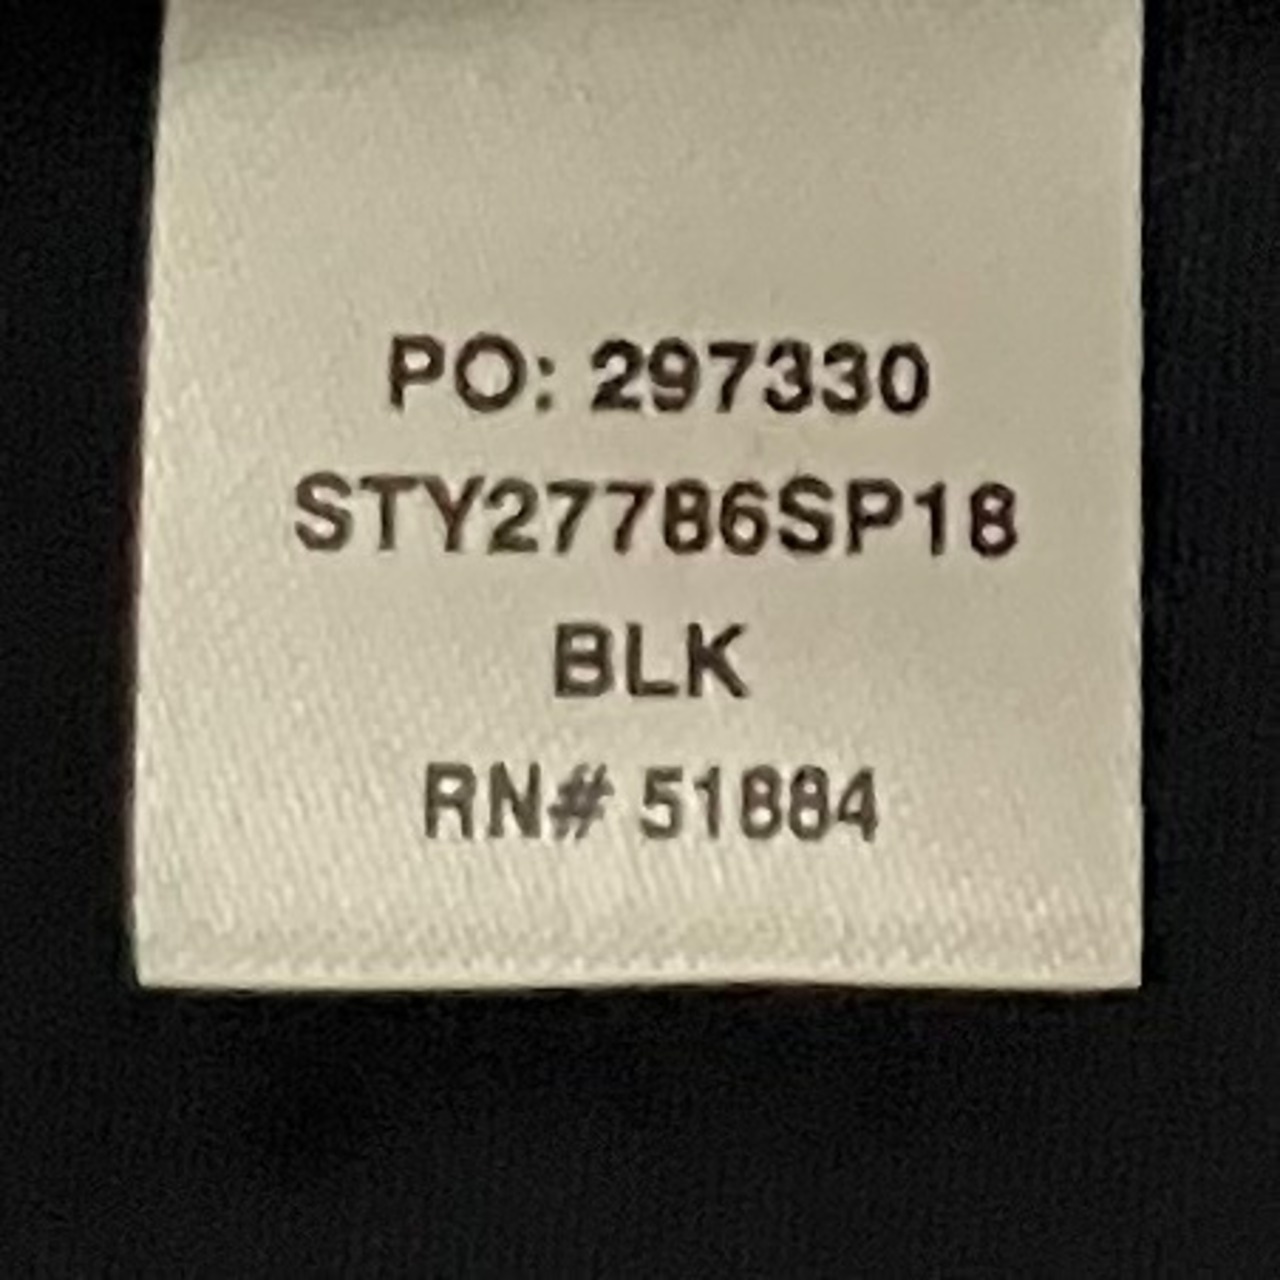 PO: 297330
STY27786SP18
BLK
RN# 51884